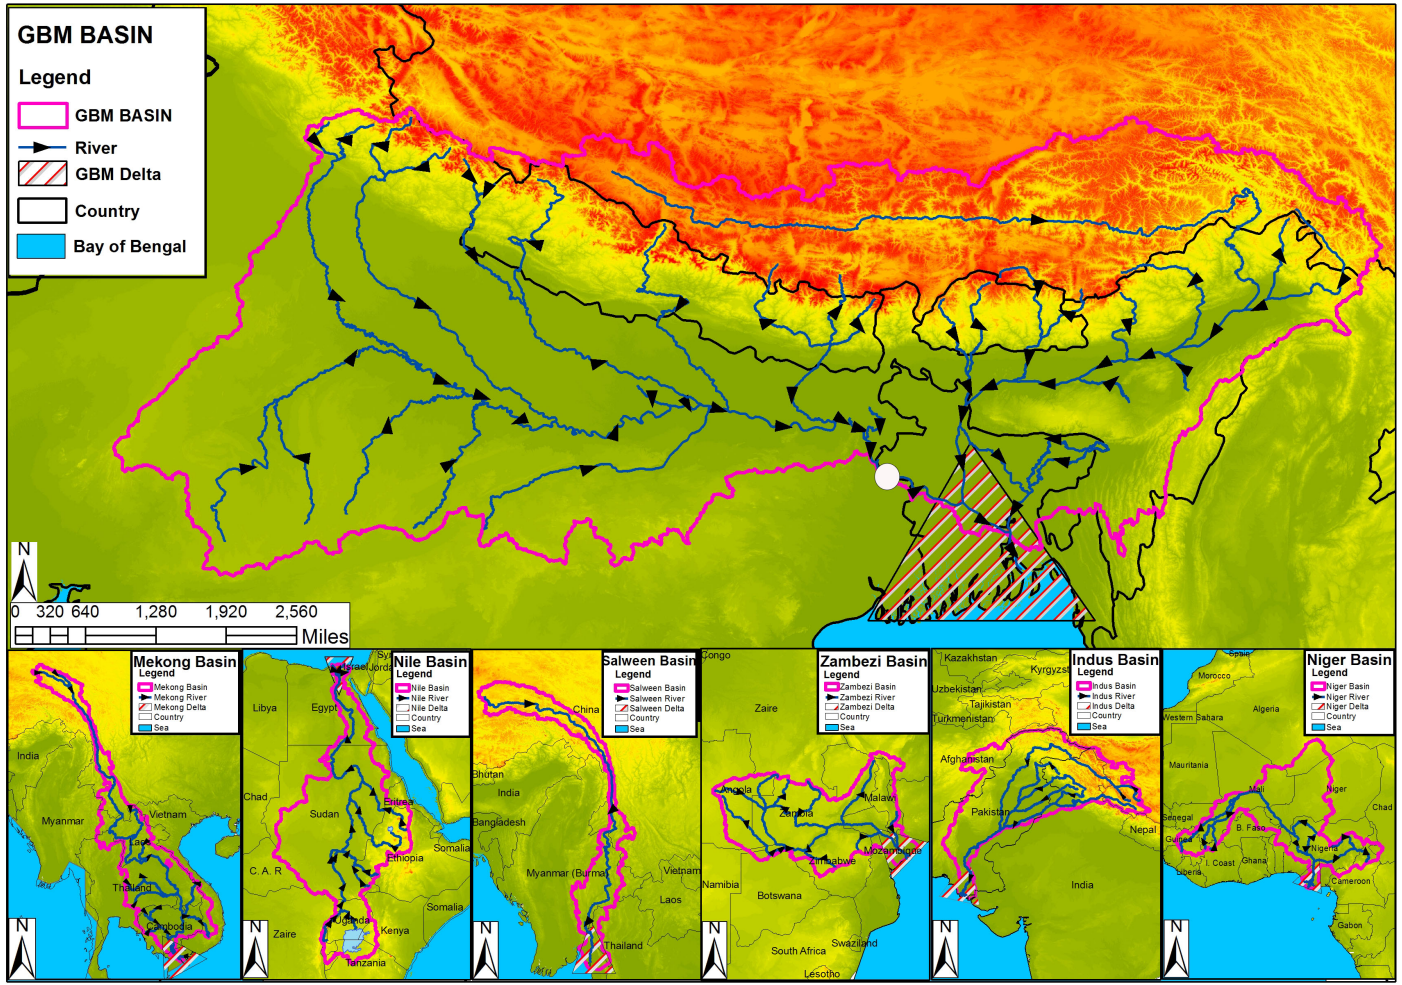 GBM BASIN
Legend
GBM BASIN
River
GBM Delta
Country
Bay of Bengal
N
0 320 640 1,280 1,920 2,560
Miles
Mekong Basin
Legend
Mekong Basin
Mekong River
Mekong Delta
Country
Sea
India
Myanmar
Vietnam
Laos
Thailand
Cambodia
N
Nile Basin
Legend
Nile Basin
Nile River
Nile Delta
Country
Sea
Israel
Jorda
Syri
Libya
Egypt
Chad
Sudan
Eritrea
Ethiopia
Somalia
C. A. R
Somalia
Uganda
Kenya
Zaire
Tanzania
N
Salween Basin
Legend
Salween Basin
Salween River
Salween Delta
Country
Sea
China
Bhutan
India
Bangladesh
Myanmar (Burma)
Vietnam
Laos
Thailand
N
Zambezi Basin
Legend
Zambezi Basin
Zambezi River
Zambezi Delta
Country
Sea
Congo
Zaire
Angola
Malawi
Zambia
Mozambique
Zimbabwe
Namibia
Botswana
South Africa
Swaziland
Lesotho
N
Indus Basin
Legend
Indus Basin
Indus River
Indus Delta
Country
Sea
Kazakhstan
Kyrgyzst
Uzbekistan
Tajikistan
Turkmenistan
Afghanistan
Pakistan
Nepal
India
N
Niger Basin
Legend
Niger Basin
Niger River
Niger Delta
Country
Sea
Spain
Morocco
Algeria
Western Sahara
Mauritania
Mali
Niger
Chad
Senegal
B. Faso
Guinea
Nigeria
I. Coast
Ghana
Liberia
Cameroon
Gabon
N